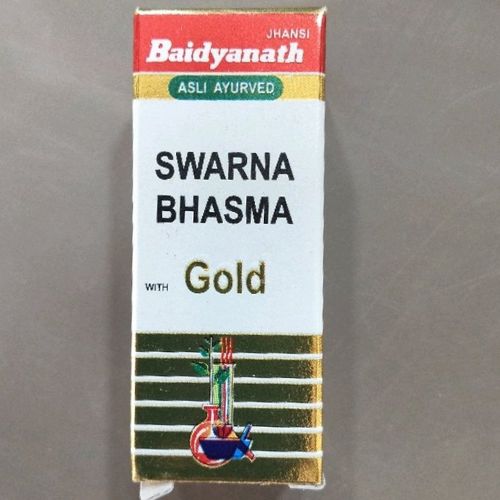 JHANSI
Baidyanath
ASLI AYURVED
SWARNA
BHASMA
WITH Gold